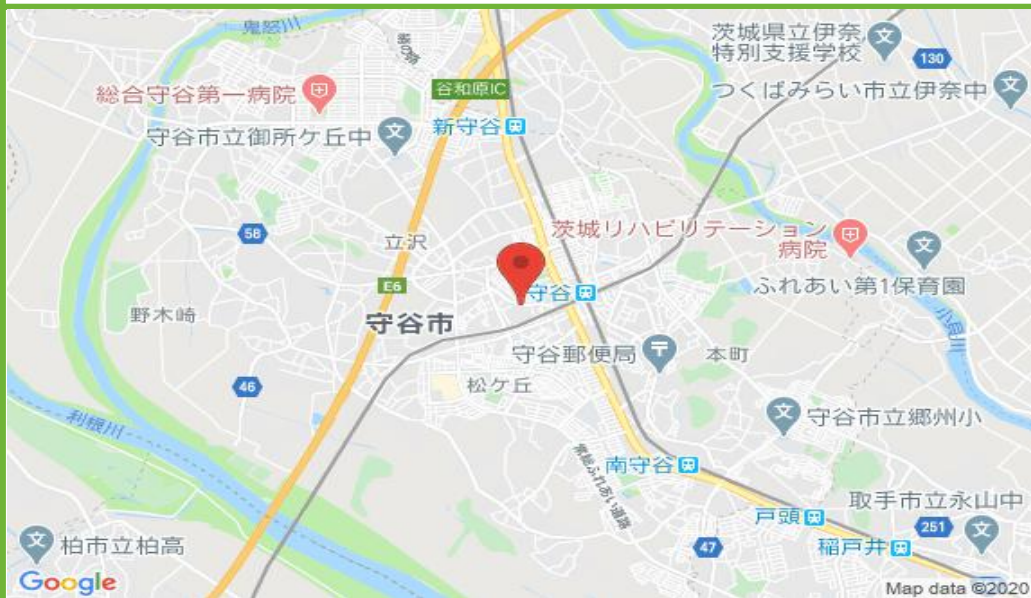 鬼怒川
茨城県立伊奈
特別支援学校
130
総合守谷第一病院
谷和原IC
つくばみらい市立伊奈中
守谷市立御所ケ丘中
新守谷
58
立沢
茨城リハビリテーション
病院
E6
守谷
ふれあい第1保育園
野木崎
守谷市
小貝川
守谷郵便局
本町
46
松ケ丘
利根川
守谷市立郷州小
常総ふれあい道路
南守谷
取手市立永山中
戸頭
251
柏市立柏高
47
稲戸井
Google
Map data ©2020